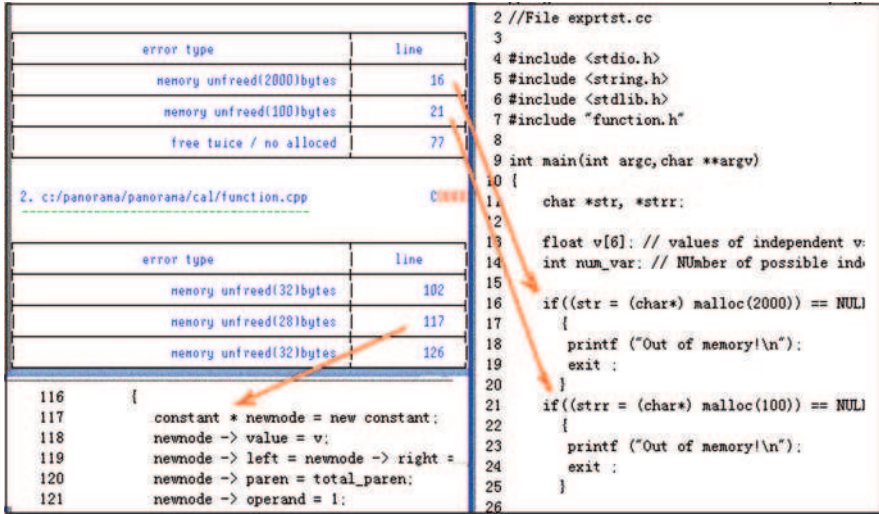 error type line
memory unfreed(2000)bytes 16
memory unfreed(100)bytes 21
free twice / no alloced 77
2. c:/panorama/panorama/cal/function.cpp C
error type line
memory unfreed(32)bytes 102
memory unfreed(28)bytes 117
memory unfreed(32)bytes 126
116 {
117 constant * newnode = new constant;
118 newnode -> value = v;
119 newnode -> left = newnode -> right =
120 newnode -> paren = total_paren;
121 newnode -> operand = 1;
2 //File exprtst.cc
3
4 #include <stdio.h>
5 #include <string.h>
6 #include <stdlib.h>
7 #include "function.h"
8
9 int main(int argc,char **argv)
10 {
11 char *str, *strr;
12
13 float v[6]; // values of independent v
14 int num_var; // NUmber of possible ind
15
16 if((str = (char*) malloc(2000)) == NULL
17 {
18 printf ("Out of memory!\n");
19 exit ;
20 }
21 if((strr = (char*) malloc(100)) == NULL
22 {
23 printf ("Out of memory!\n");
24 exit ;
25 }
26